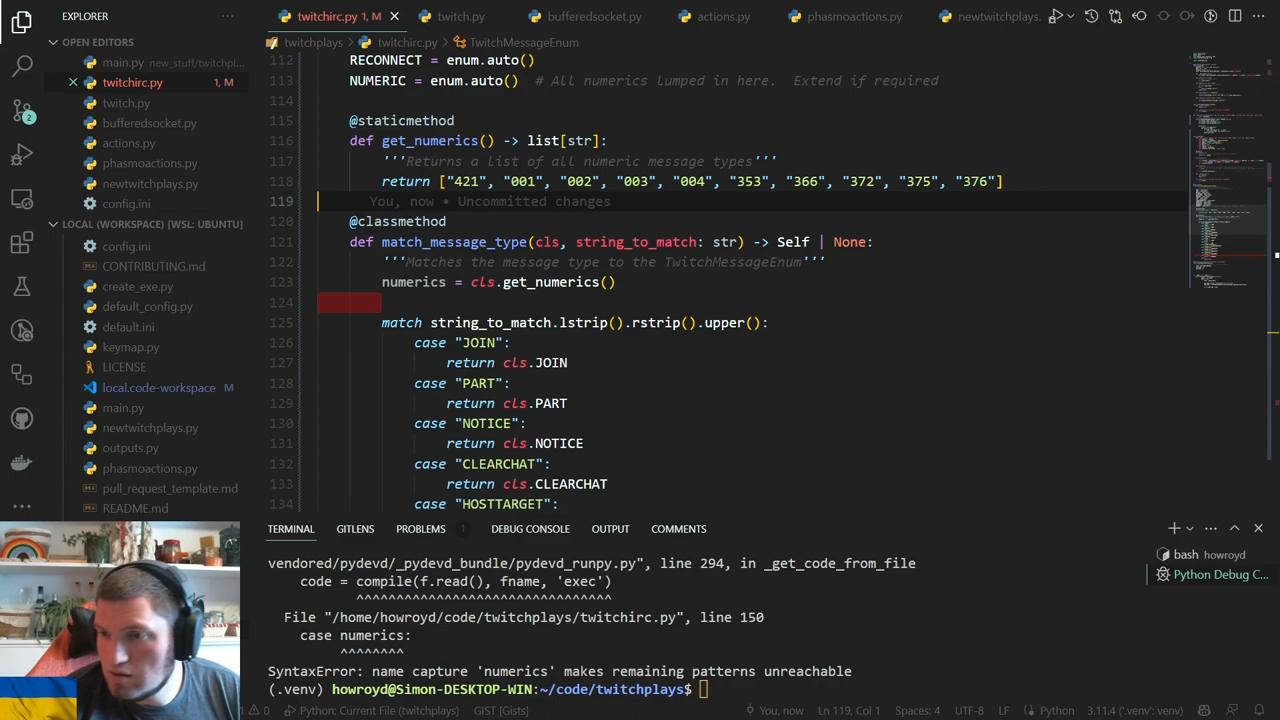 EXPLORER
OPEN EDITORS
main.py new_stuff/twitchpl...
twitchirc.py 1, M
twitch.py
bufferedsocket.py
actions.py
phasmoactions.py
newtwitchplays.py
config.ini
LOCAL (WORKSPACE) [WSL: UBUNTU]
config.ini
CONTRIBUTING.md
create_exe.py
default_config.py
default.ini
keymap.py
LICENSE
local.code-workspace M
main.py
newtwitchplays.py
outputs.py
phasmoactions.py
pull_request_template.md
README.md
2
twitchirc.py 1, M
twitch.py
bufferedsocket.py
actions.py
phasmoactions.py
newtwitchplays.
twitchplays > twitchirc.py > TwitchMessageEnum
112 RECONNECT = enum.auto()
113 NUMERIC = enum.auto() # All numerics lumped in here. Extend if required
114
115 @staticmethod
116 def get_numerics() -> list[str]:
117 '''Returns a list of all numeric message types'''
118 return ["421", "001", "002", "003", "004", "353", "366", "372", "375", "376"]
119 You, now • Uncommitted changes
120 @classmethod
121 def match_message_type(cls, string_to_match: str) -> Self | None:
122 '''Matches the message type to the TwitchMessageEnum'''
123 numerics = cls.get_numerics()
124
125 match string_to_match.lstrip().rstrip().upper():
126 case "JOIN":
127 return cls.JOIN
128 case "PART":
129 return cls.PART
130 case "NOTICE":
131 return cls.NOTICE
132 case "CLEARCHAT":
133 return cls.CLEARCHAT
134 case "HOSTTARGET":
TERMINAL GITLENS PROBLEMS 1 DEBUG CONSOLE OUTPUT COMMENTS
vendored/pydevd/_pydevd_bundle/pydevd_runpy.py", line 294, in _get_code_from_file
code = compile(f.read(), fname, 'exec')
^^^^^^^^^^^^^^^^^^^^^^^^^^^^^^^^
File "/home/howroyd/code/twitchplays/twitchirc.py", line 150
case numerics:
^^^^^^^^
SyntaxError: name capture 'numerics' makes remaining patterns unreachable
(.venv) howroyd@Simon-DESKTOP-WIN:~/code/twitchplays$
bash howroyd
Python Debug C...
0 Python: Current File (twitchplays) GIST [Gists] You, now Ln 119, Col 1 Spaces: 4 UTF-8 LF Python 3.11.4 ('.venv': venv)